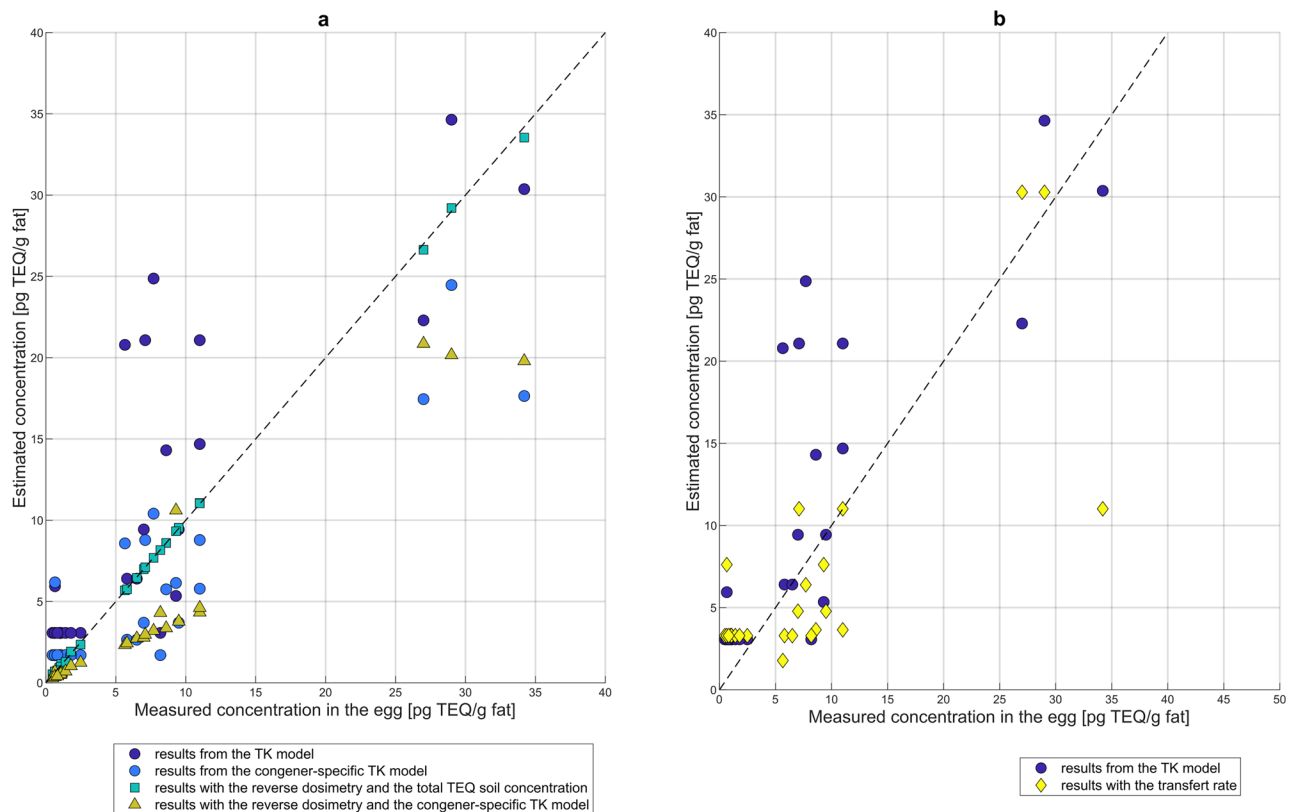 a
40
35
30
25
20
15
10
5
0
0 5 10 15 20 25 30 35 40
Estimated concentration [pg TEQ/g fat]
Measured concentration in the egg [pg TEQ/g fat]
results from the TK model
results from the congener-specific TK model
results with the reverse dosimetry and the total TEQ soil concentration
results with the reverse dosimetry and the congener-specific TK model
b
40
35
30
25
20
15
10
5
0
0 5 10 15 20 25 30 35 40 45 50
Estimated concentration [pg TEQ/g fat]
Measured concentration in the egg [pg TEQ/g fat]
results from the TK model
results with the transfert rate